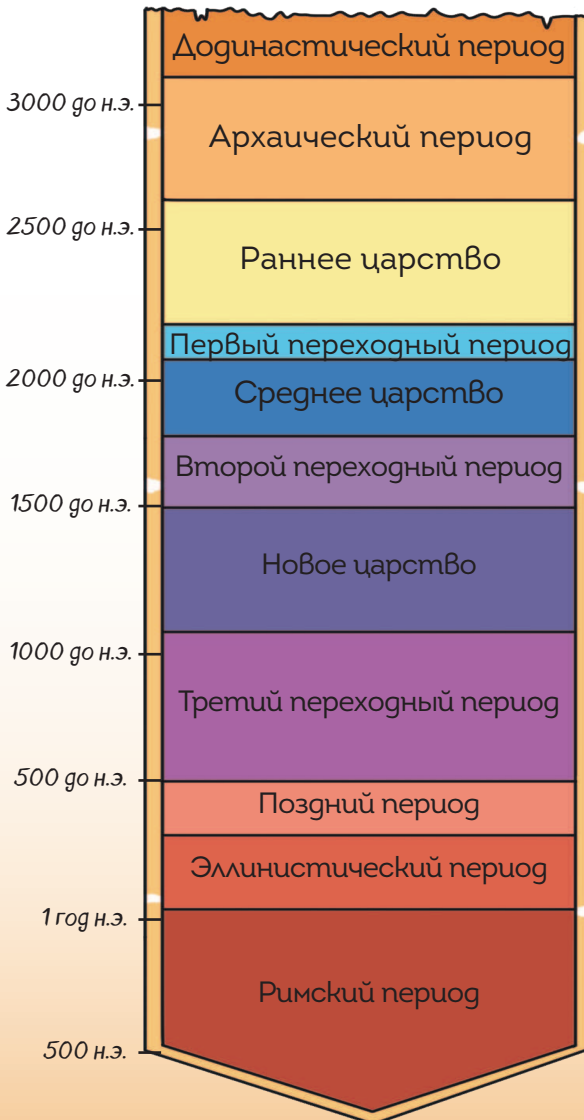 Додинастический период
3000 до н.э.
Архаический период
2500 до н.э.
Раннее царство
Первый переходный период
2000 до н.э.
Среднее царство
Второй переходный период
1500 до н.э.
Новое царство
1000 до н.э.
Третий переходный период
500 до н.э.
Поздний период
Эллинистический период
1 год н.э.
Римский период
500 н.э.